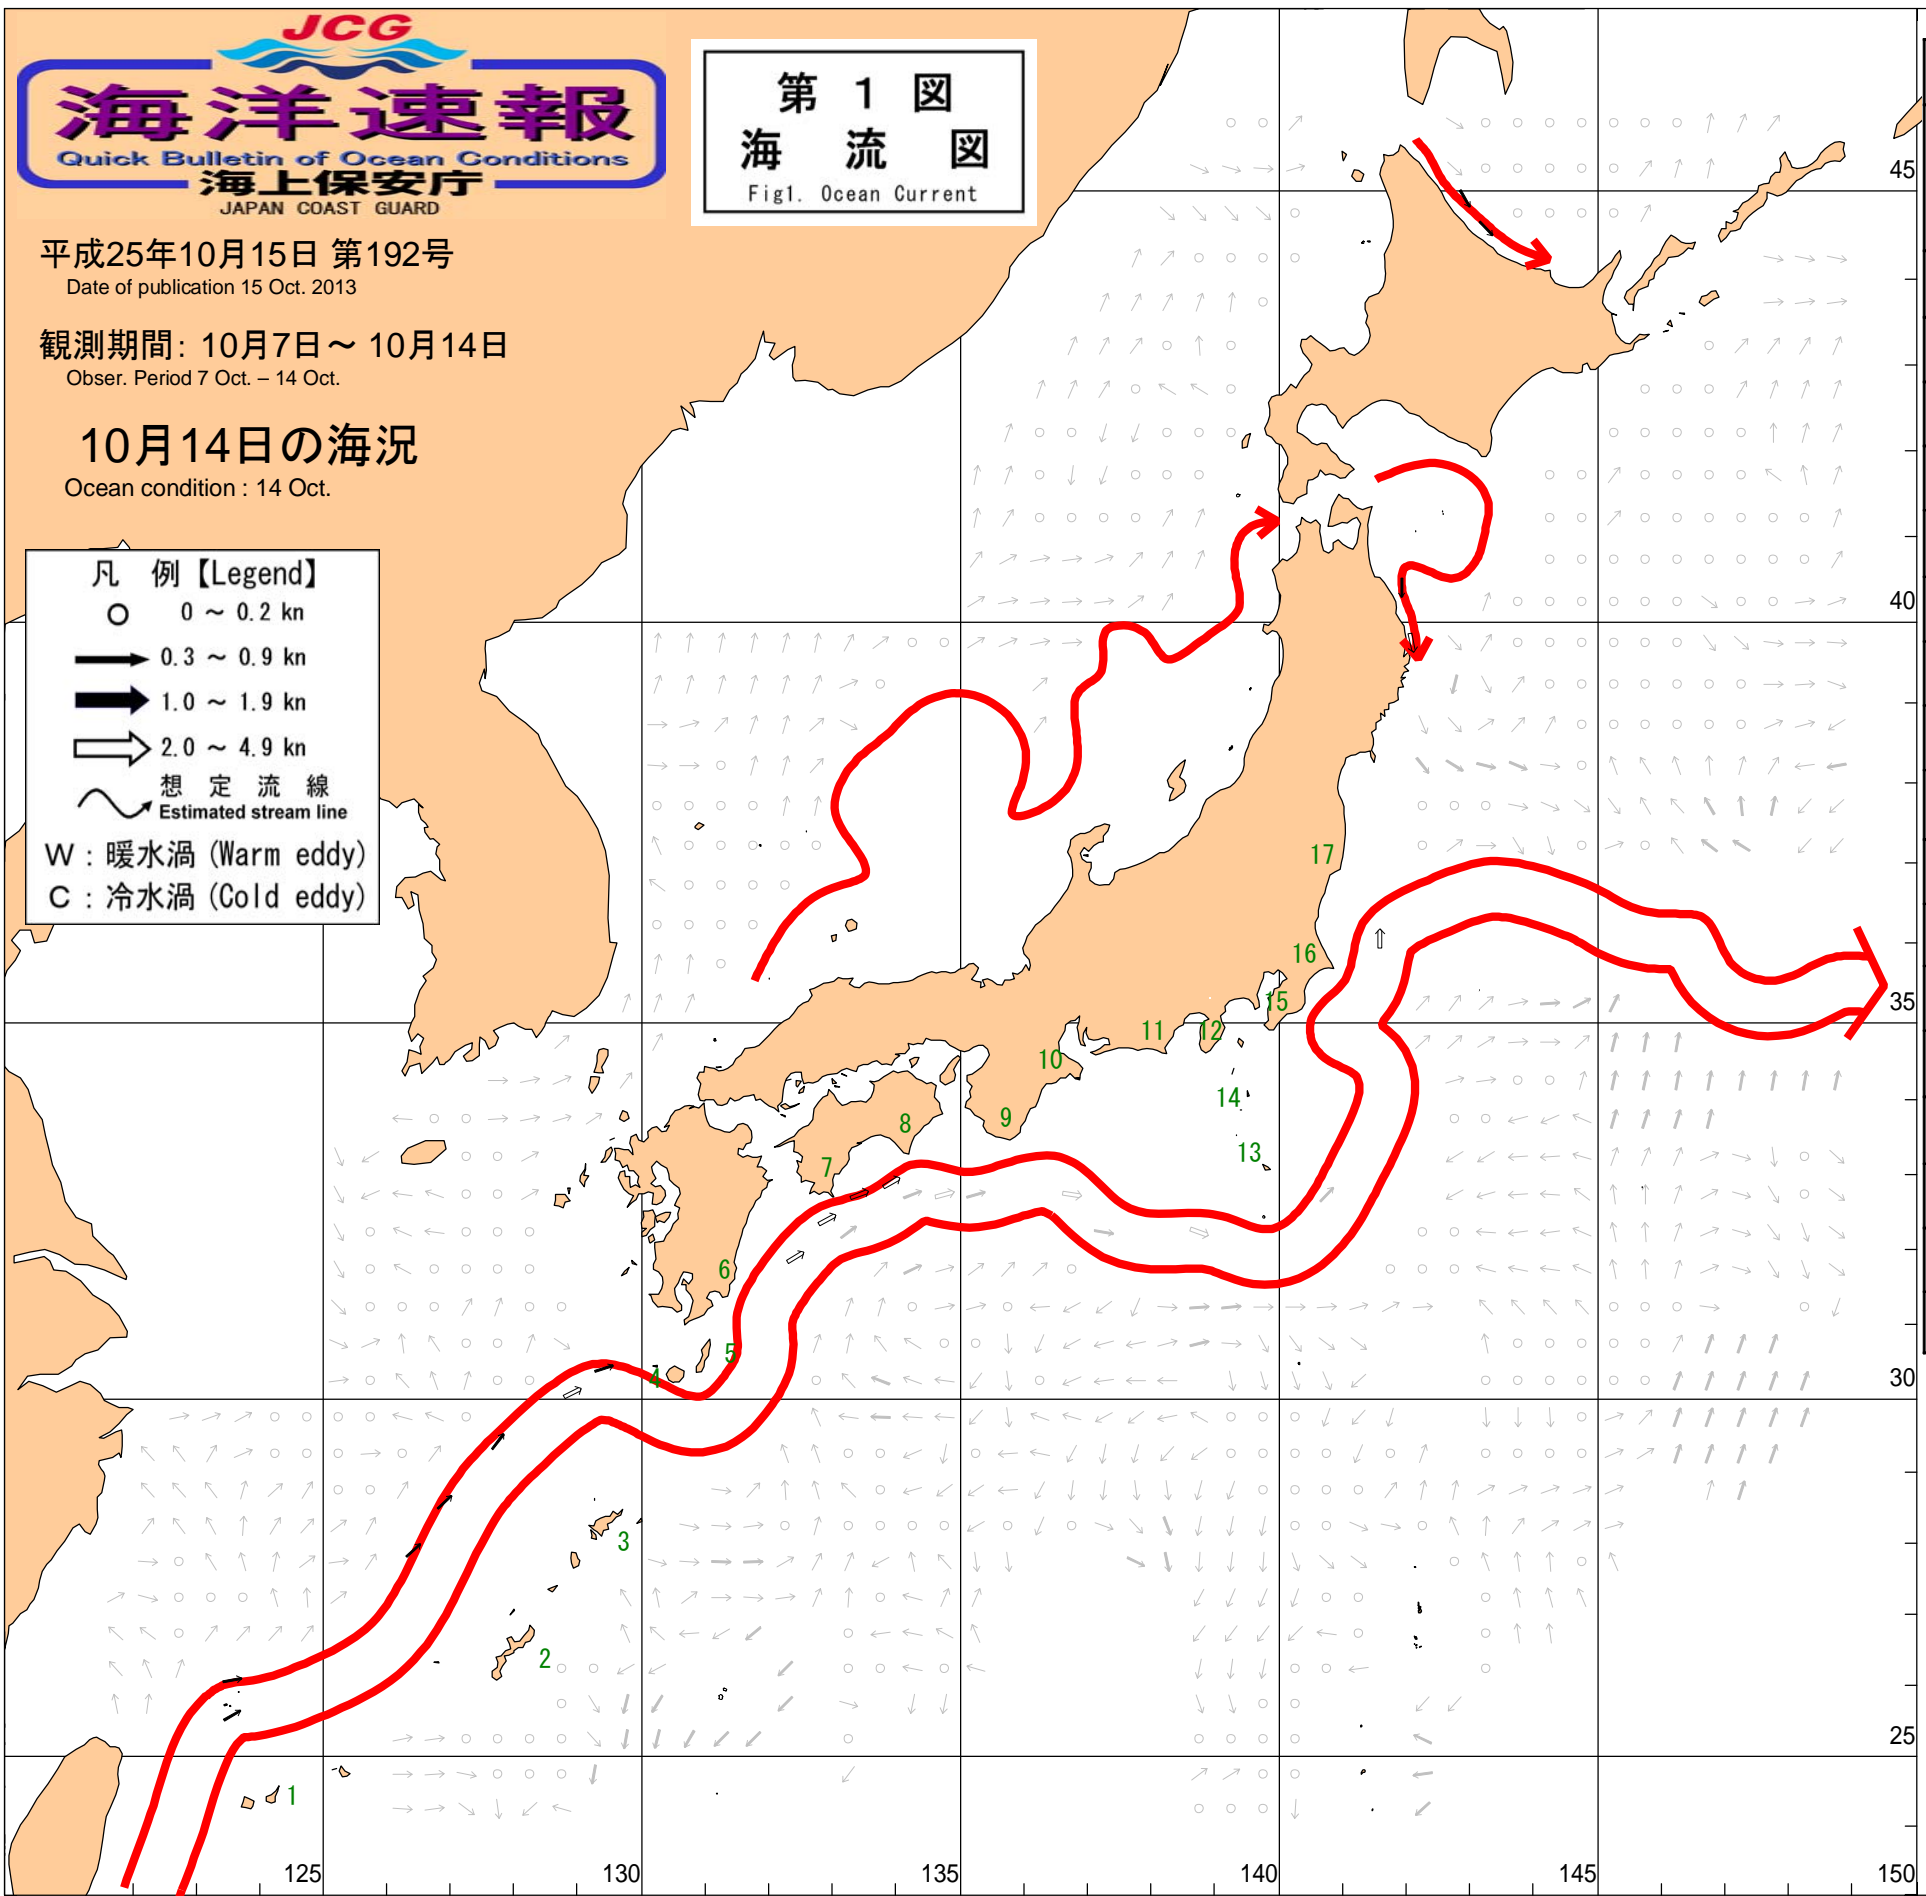 JCG
海洋速報
Quick Bulletin of Ocean Conditions
海上保安庁
JAPAN COAST GUARD
第 1 図
海 流 図
Fig1. Ocean Current
平成25年10月15日 第192号
Date of publication 15 Oct. 2013
観測期間: 10月7日～10月14日
Obser. Period 7 Oct. – 14 Oct.
10月14日の海況
Ocean condition : 14 Oct.
凡 例【Legend】
0 ～ 0.2 kn
0.3 ～ 0.9 kn
1.0 ～ 1.9 kn
2.0 ～ 4.9 kn
想 定 流 線
Estimated stream line
W : 暖水渦 (Warm eddy)
C : 冷水渦 (Cold eddy)
45
40
17
16
35
15
12
11
10
14
9
8
13
7
6
5
4
30
3
2
25
1
125
130
135
140
145
150